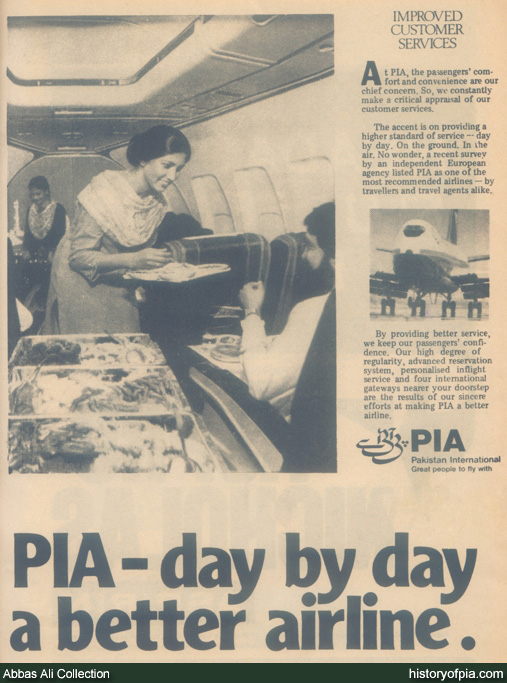 IMPROVED
CUSTOMER
SERVICES
At PIA, the passengers' com-
fort and convenience are our
chief concern. So, we constantly
make a critical appraisal of our
customer services.
The accent is on providing a
higher standard of service — day
by day. On the ground. In the
air. No wonder, a recent survey
by an independent European
agency listed PIA as one of the
most recommended airlines — by
travellers and travel agents alike.
By providing better service,
we keep our passengers' confi-
dence. Our high degree of
regularity, advanced reservation
system, personalised inflight
service and four international
gateways nearer your doorstep
are the results of our sincere
efforts at making PIA a better
airline.
PIA
Pakistan International
Great people to fly with
PIA – day by day
a better airline.
Abbas Ali Collection
historyofpia.com